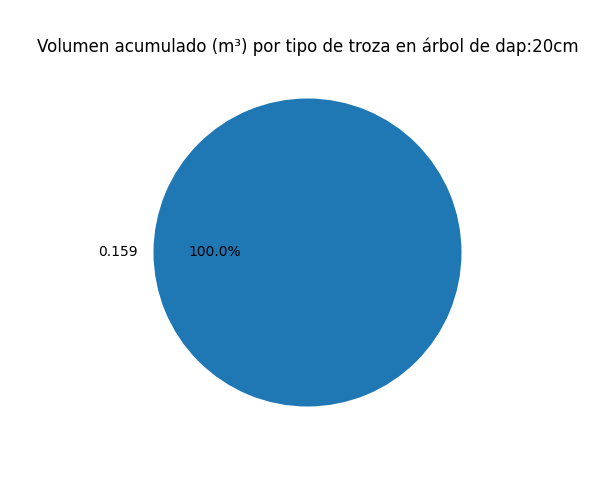 Volumen acumulado (m³) por tipo de troza en árbol de dap:20cm
0.159
100.0%